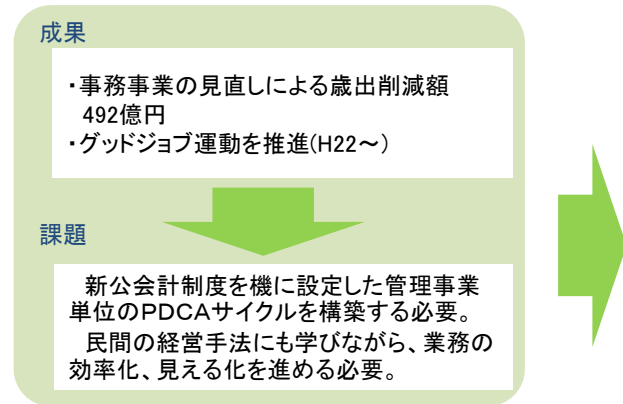 成果
・事務事業の見直しによる歳出削減額
492億円
・グッドジョブ運動を推進(H22～)
課題
新公会計制度を機に設定した管理事業
単位のPDCAサイクルを構築する必要。
民間の経営手法にも学びながら、業務の
効率化、見える化を進める必要。